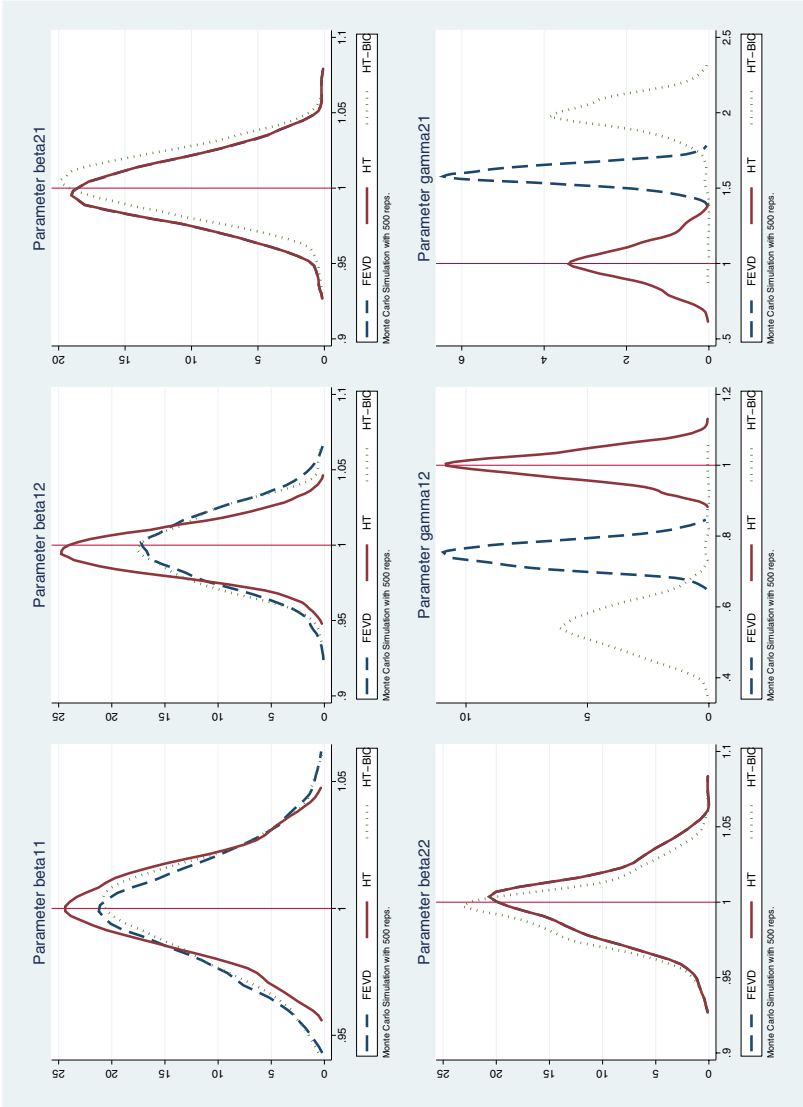 Parameter beta11
25
20
15
10
5
0
.95 1 1.05
FEVD HT HT-BIC
Monte Carlo Simulation with 500 reps.
Parameter beta12
25
20
15
10
5
0
.9 .95 1 1.05 1.1
FEVD HT HT-BIC
Monte Carlo Simulation with 500 reps.
Parameter beta21
20
15
10
5
0
.9 .95 1 1.05 1.1
FEVD HT HT-BIC
Monte Carlo Simulation with 500 reps.
Parameter beta22
25
20
15
10
5
0
.9 .95 1 1.05 1.1
FEVD HT HT-BIC
Monte Carlo Simulation with 500 reps.
Parameter gamma12
10
5
0
.4 .6 .8 1 1.2
FEVD HT HT-BIC
Monte Carlo Simulation with 500 reps.
Parameter gamma21
6
4
2
0
.5 1 1.5 2 2.5
FEVD HT HT-BIC
Monte Carlo Simulation with 500 reps.